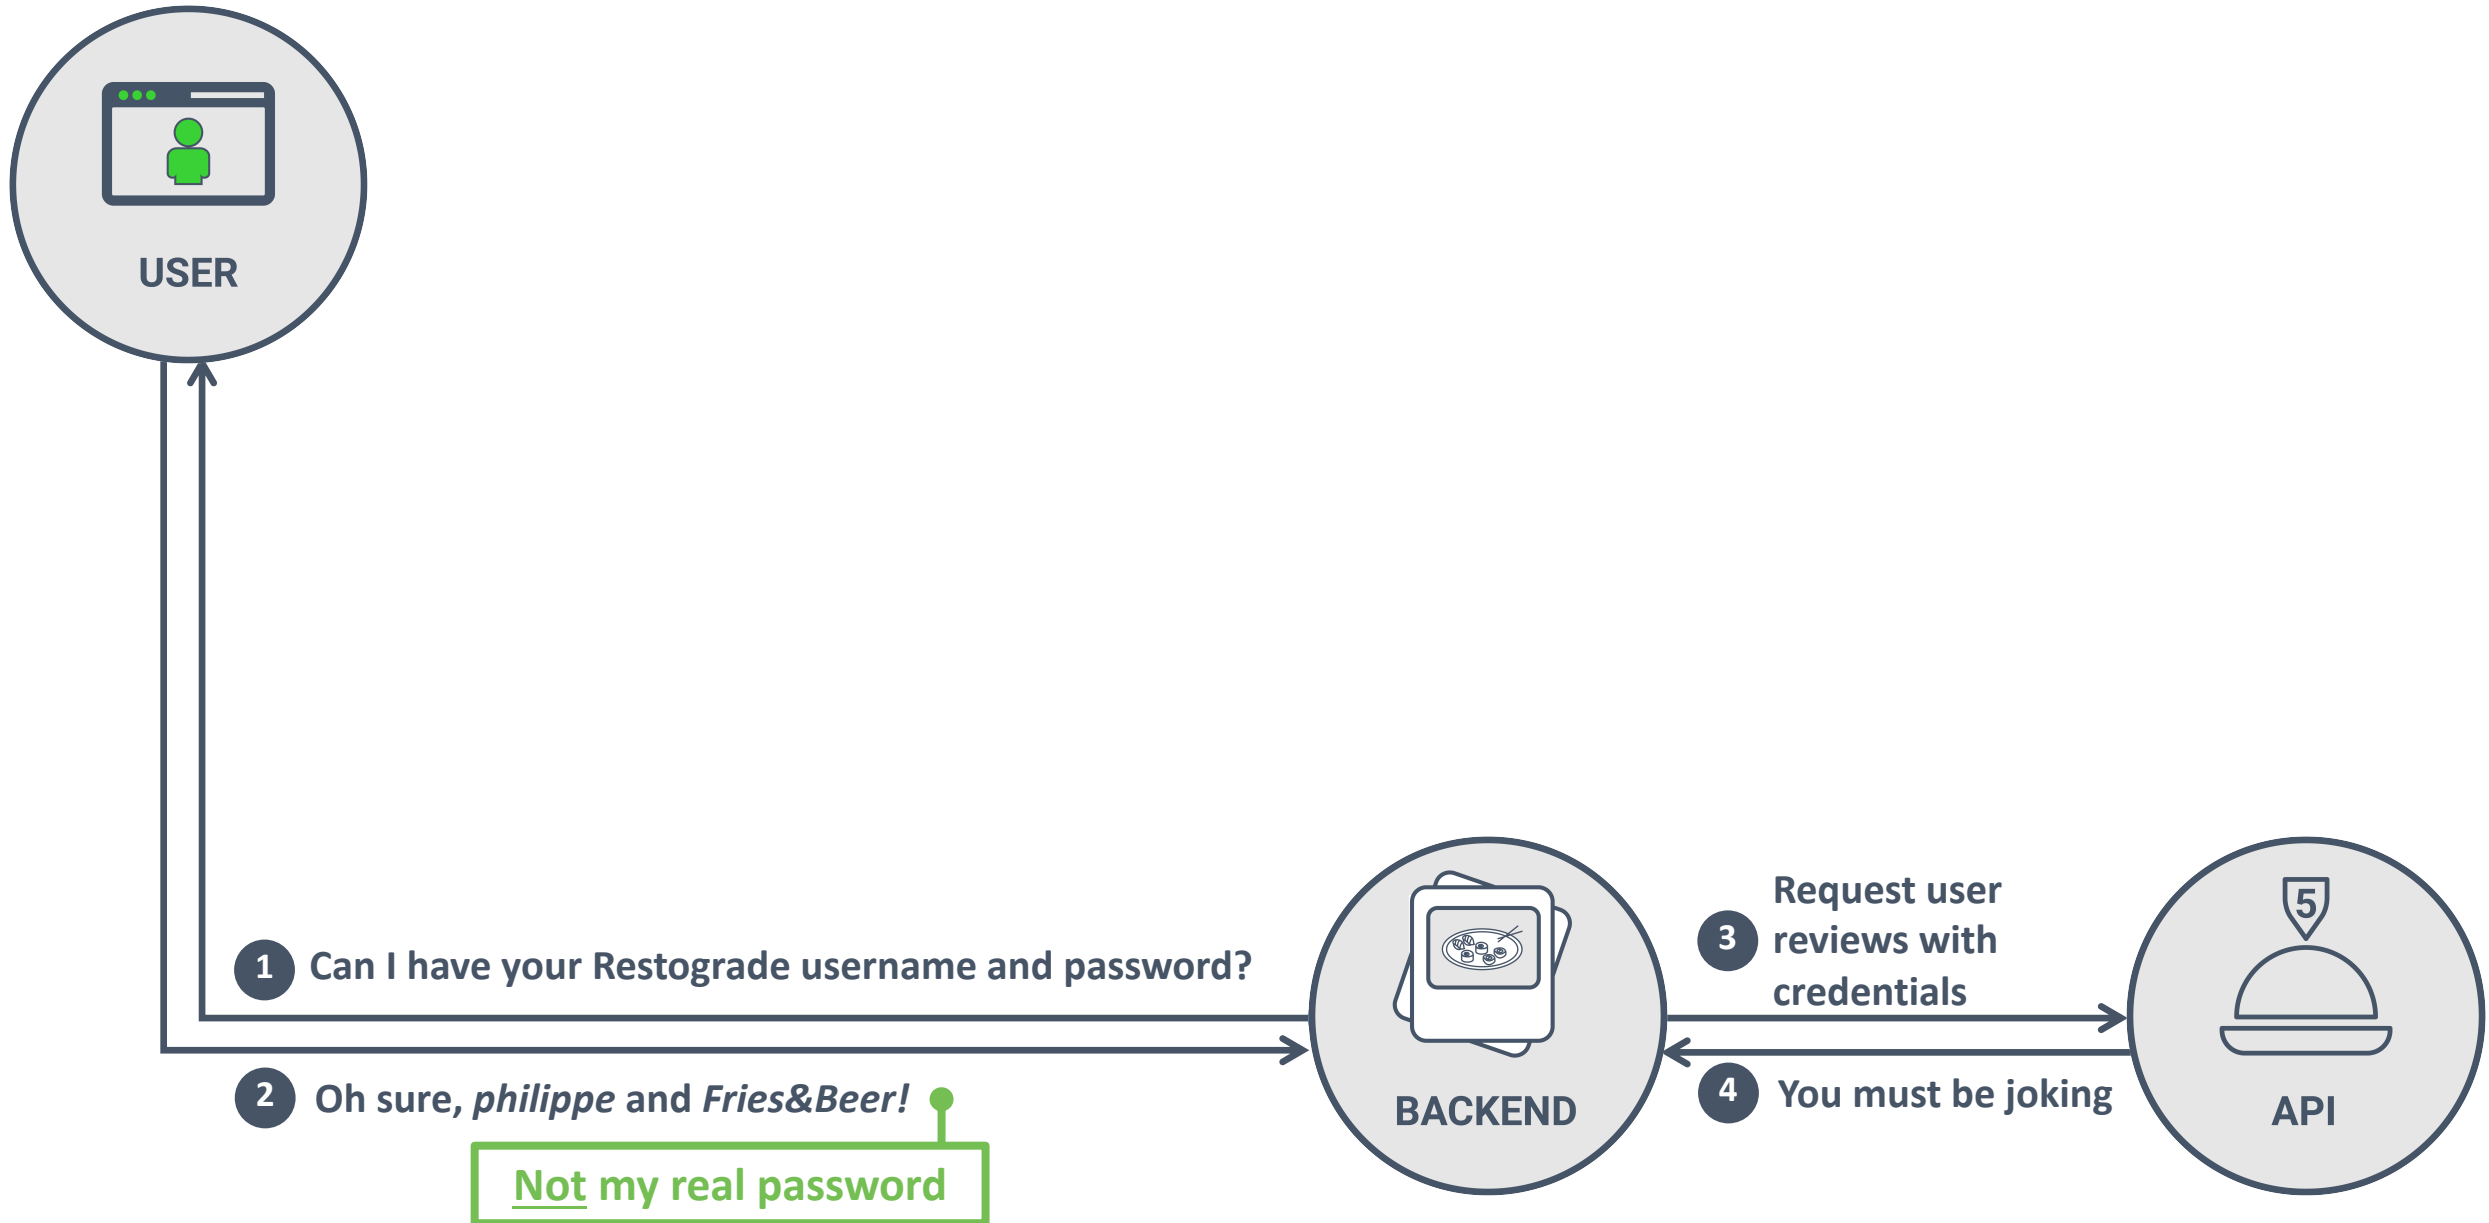 USER
1 Can I have your Restograde username and password?
2 Oh sure, philippe and Fries&Beer!
Not my real password
BACKEND
3 Request user
reviews with
credentials
4 You must be joking
5
API